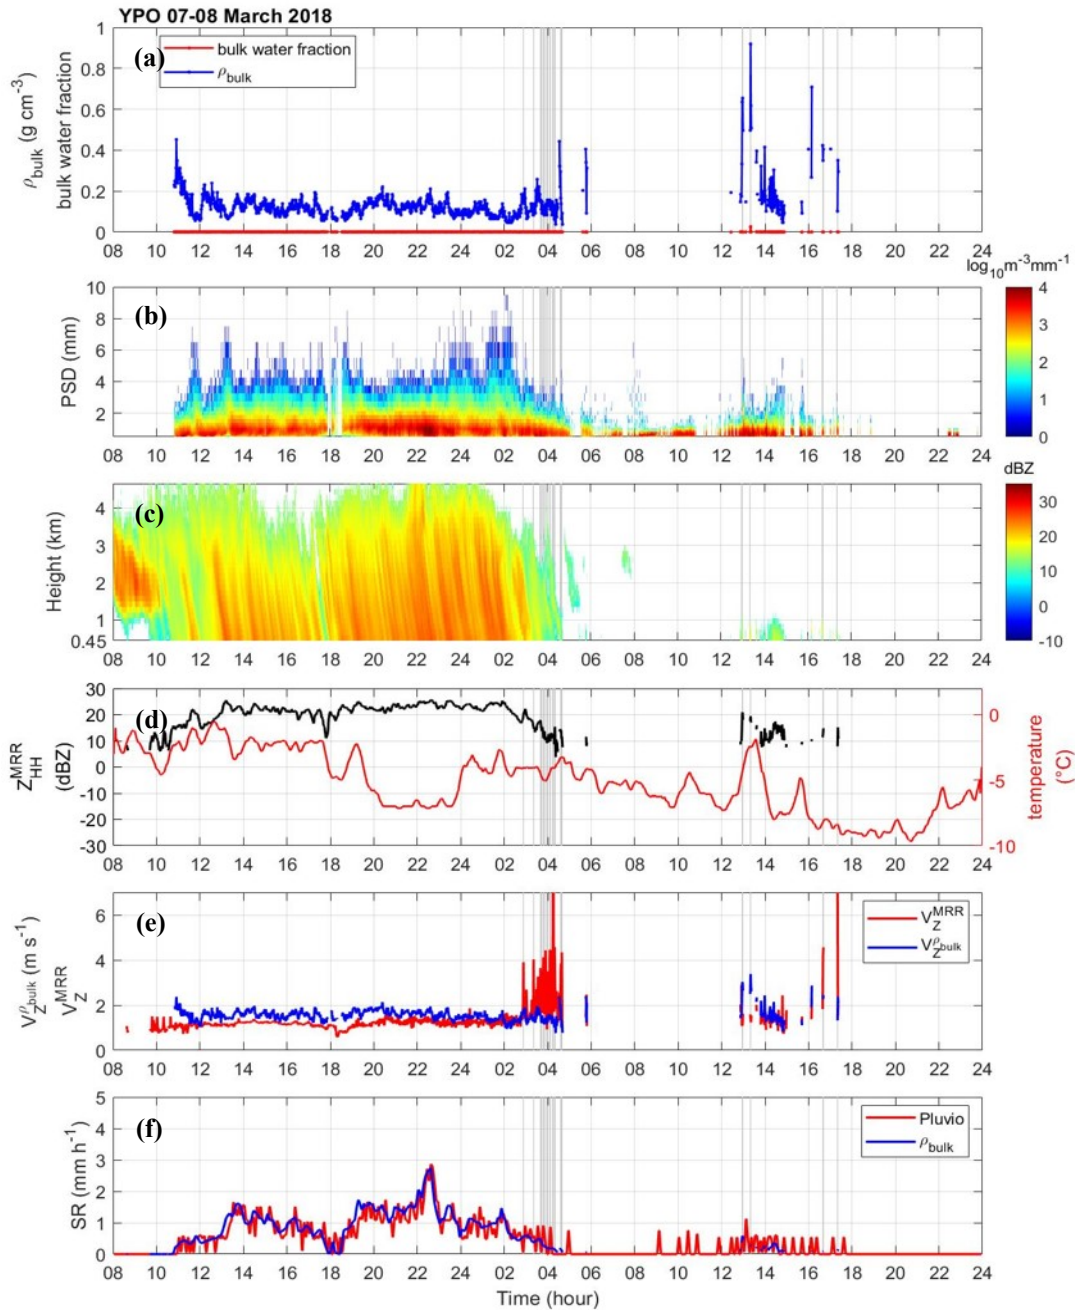 YPO 07-08 March 2018
(a)
bulk water fraction
ρbulk
ρbulk (g cm-3)
bulk water fraction
1
0.8
0.6
0.4
0.2
0
08 10 12 14 16 18 20 22 24 02 04 06 08 10 12 14 16 18 20 22 24
log10m-3mm-1
(b)
PSD (mm)
10
8
6
4
2
4
3
2
1
0
08 10 12 14 16 18 20 22 24 02 04 06 08 10 12 14 16 18 20 22 24
dBZ
(c)
Height (km)
4
3
2
1
0.45
30
20
10
0
-10
08 10 12 14 16 18 20 22 24 02 04 06 08 10 12 14 16 18 20 22 24
(d)
ZHHMRR
(dBZ)
30
20
10
0
-10
-20
-30
0
-5
-10
temperature
(°C)
08 10 12 14 16 18 20 22 24 02 04 06 08 10 12 14 16 18 20 22 24
(e)
VZMRR
VZρbulk
VZρbulk (m s-1)
VZMRR
6
4
2
0
08 10 12 14 16 18 20 22 24 02 04 06 08 10 12 14 16 18 20 22 24
(f)
Pluvio
ρbulk
SR (mm h-1)
5
4
3
2
1
0
08 10 12 14 16 18 20 22 24 02 04 06 08 10 12 14 16 18 20 22 24
Time (hour)